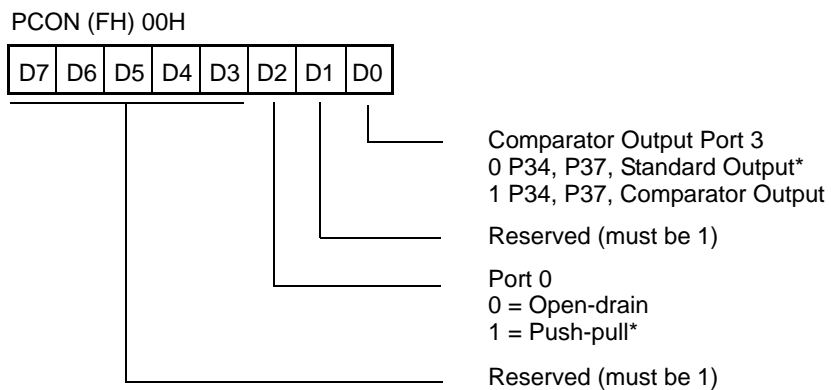 PCON (FH) 00H
D7 D6 D5 D4 D3 D2 D1 D0
Comparator Output Port 3
0 P34, P37, Standard Output*
1 P34, P37, Comparator Output
Reserved (must be 1)
Port 0
0 = Open-drain
1 = Push-pull*
Reserved (must be 1)